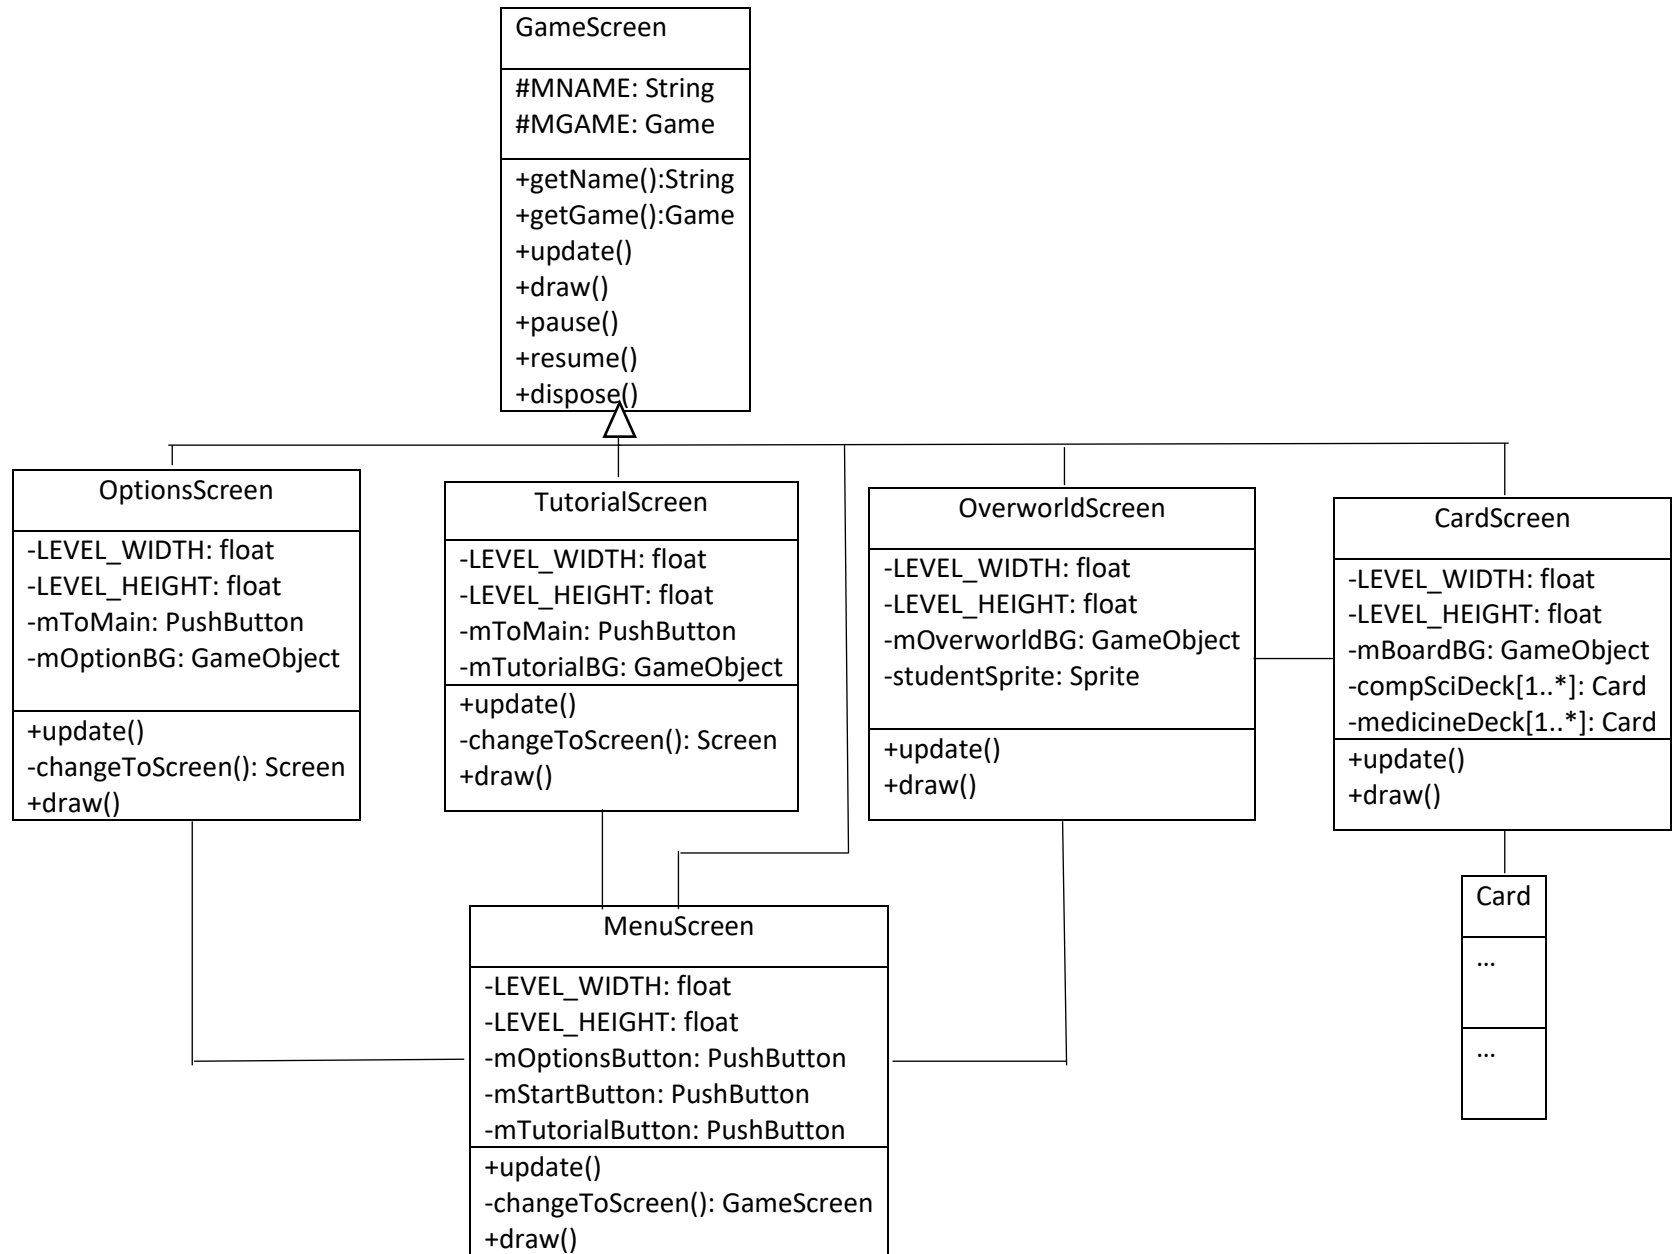 GameScreen
#MNAME: String
#MGAME: Game
+getName():String
+getGame():Game
+update()
+draw()
+pause()
+resume()
+dispose()
OptionsScreen
-LEVEL_WIDTH: float
-LEVEL_HEIGHT: float
-mToMain: PushButton
-mOptionBG: GameObject
+update()
-changeToScreen(): Screen
+draw()
TutorialScreen
-LEVEL_WIDTH: float
-LEVEL_HEIGHT: float
-mToMain: PushButton
-mTutorialBG: GameObject
+update()
-changeToScreen(): Screen
+draw()
OverworldScreen
-LEVEL_WIDTH: float
-LEVEL_HEIGHT: float
-mOverworldBG: GameObject
-studentSprite: Sprite
+update()
+draw()
CardScreen
-LEVEL_WIDTH: float
-LEVEL_HEIGHT: float
-mBoardBG: GameObject
-compSciDeck[1..*]: Card
-medicineDeck[1..*]: Card
+update()
+draw()
Card
...
...
MenuScreen
-LEVEL_WIDTH: float
-LEVEL_HEIGHT: float
-mOptionsButton: PushButton
-mStartButton: PushButton
-mTutorialButton: PushButton
+update()
-changeToScreen(): GameScreen
+draw()